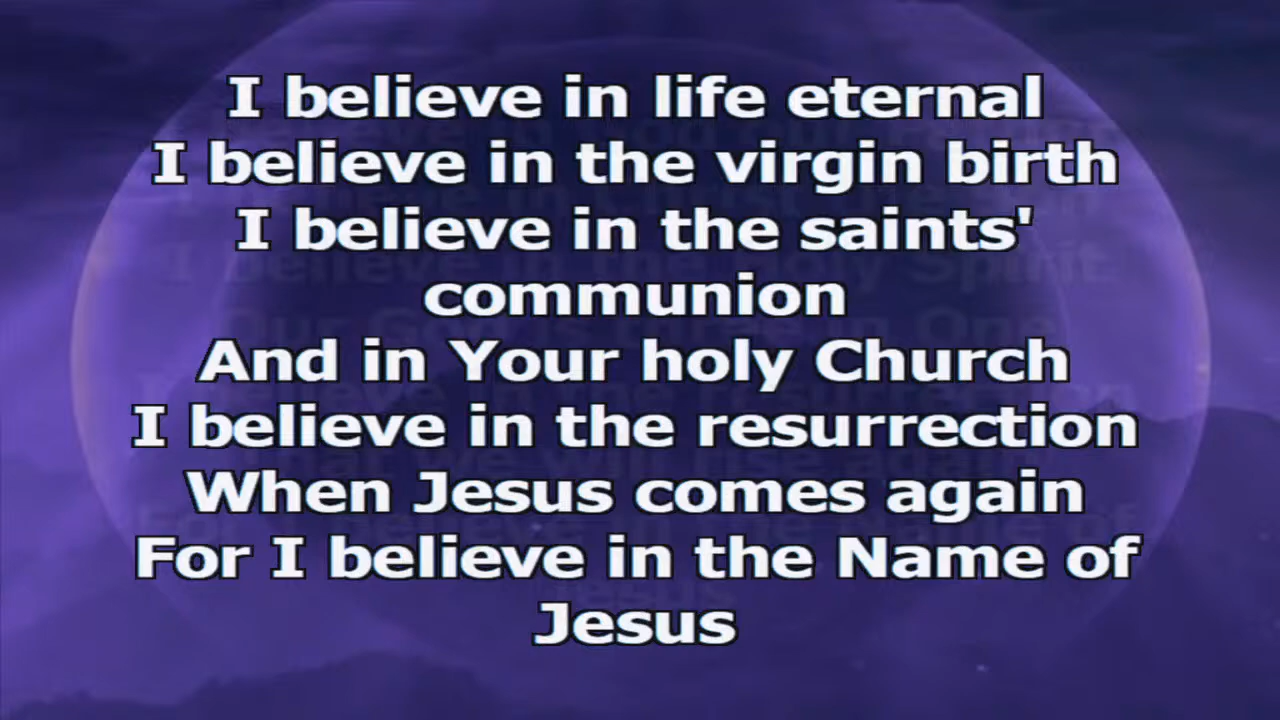 I believe in life eternal
I believe in the virgin birth
I believe in the saints'
communion
And in Your holy Church
I believe in the resurrection
When Jesus comes again
For I believe in the Name of
Jesus